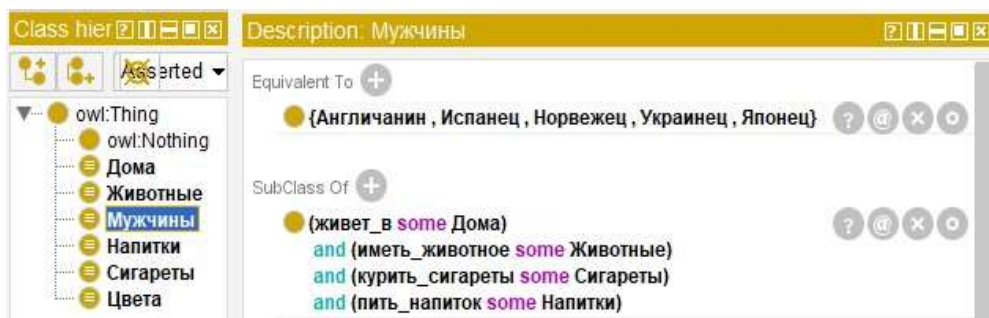 Class hier
Asserted
owl:Thing
owl:Nothing
Дома
Животные
Мужчины
Напитки
Сигареты
Цвета
Description: Мужчины
Equivalent To
{Англичанин , Испанец , Норвежец , Украинец , Японец}
SubClass Of
(живет_в some Дома)
and (иметь_животное some Животные)
and (курить_сигареты some Сигареты)
and (пить_напиток some Напитки)